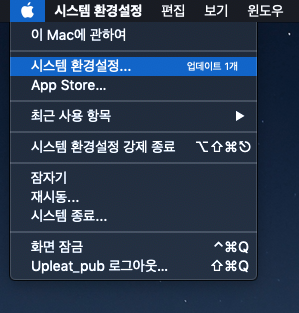 시스템 환경설정 편집 보기 윈도우
이 Mac에 관하여
시스템 환경설정... 업데이트 1개
App Store...
최근 사용 항목 ▶
시스템 환경설정 강제 종료 ⌥⇧⌘⎋
잠자기
재시동...
시스템 종료...
화면 잠금 ^⌘Q
Upleat_pub 로그아웃... ⇧⌘Q